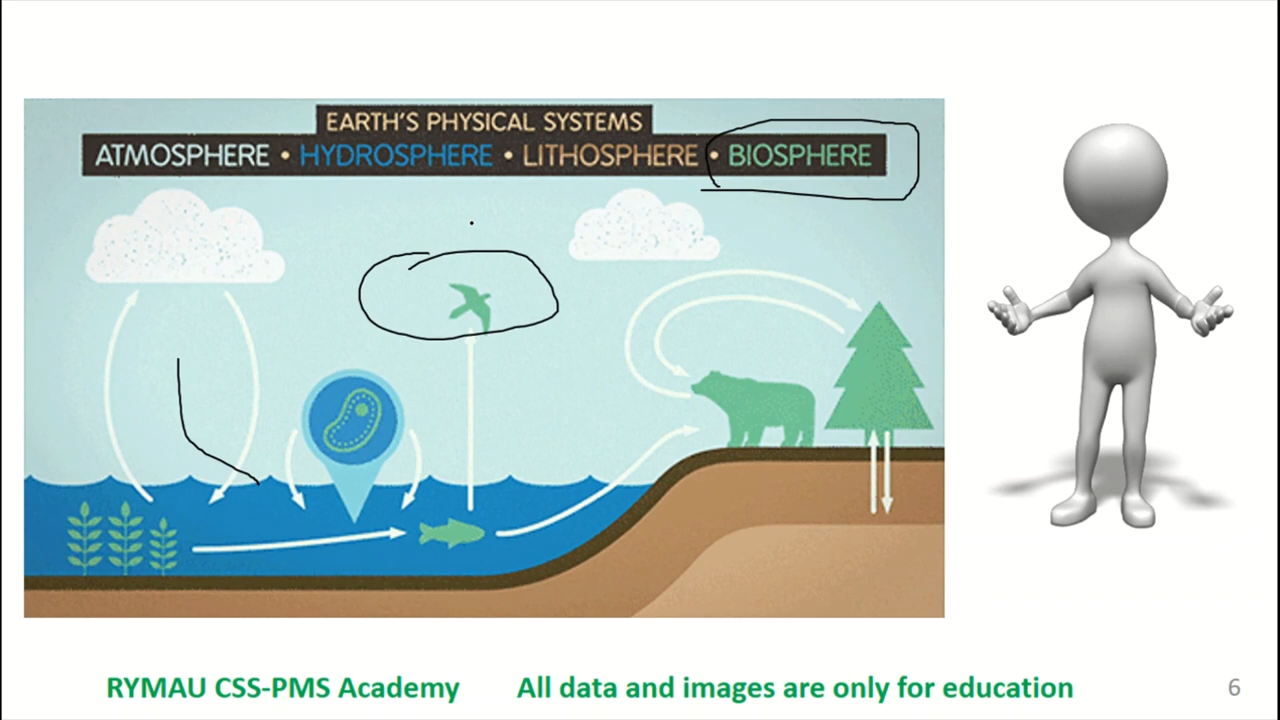 EARTH'S PHYSICAL SYSTEMS
ATMOSPHERE • HYDROSPHERE • LITHOSPHERE • BIOSPHERE
RYMAU CSS-PMS Academy All data and images are only for education 6